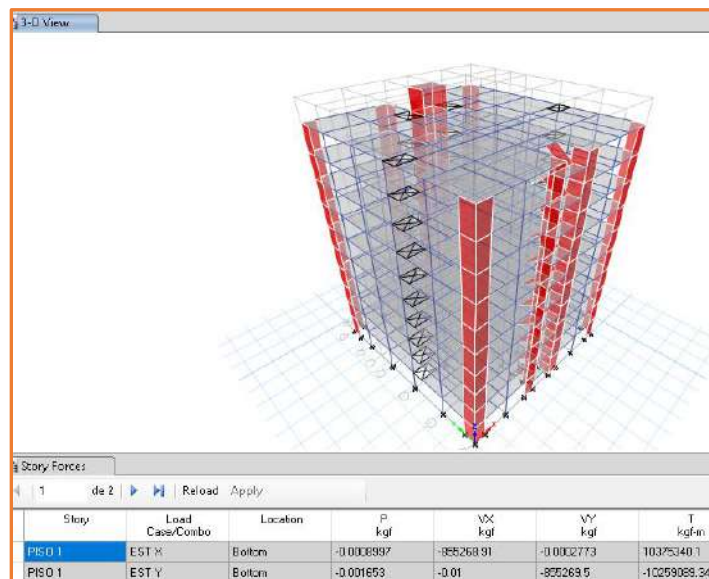 3-D View
Story Forces
1 de 2 Reload Apply
Story Load Case/Combo Location P kgf VX kgf VY kgf T kgf-m
PISO 1 EST X Bottom -0.0008997 -855268.91 -0.0002773 10375340.1
PISO 1 EST Y Bottom -0.001653 -0.01 -855269.5 -10259089.34